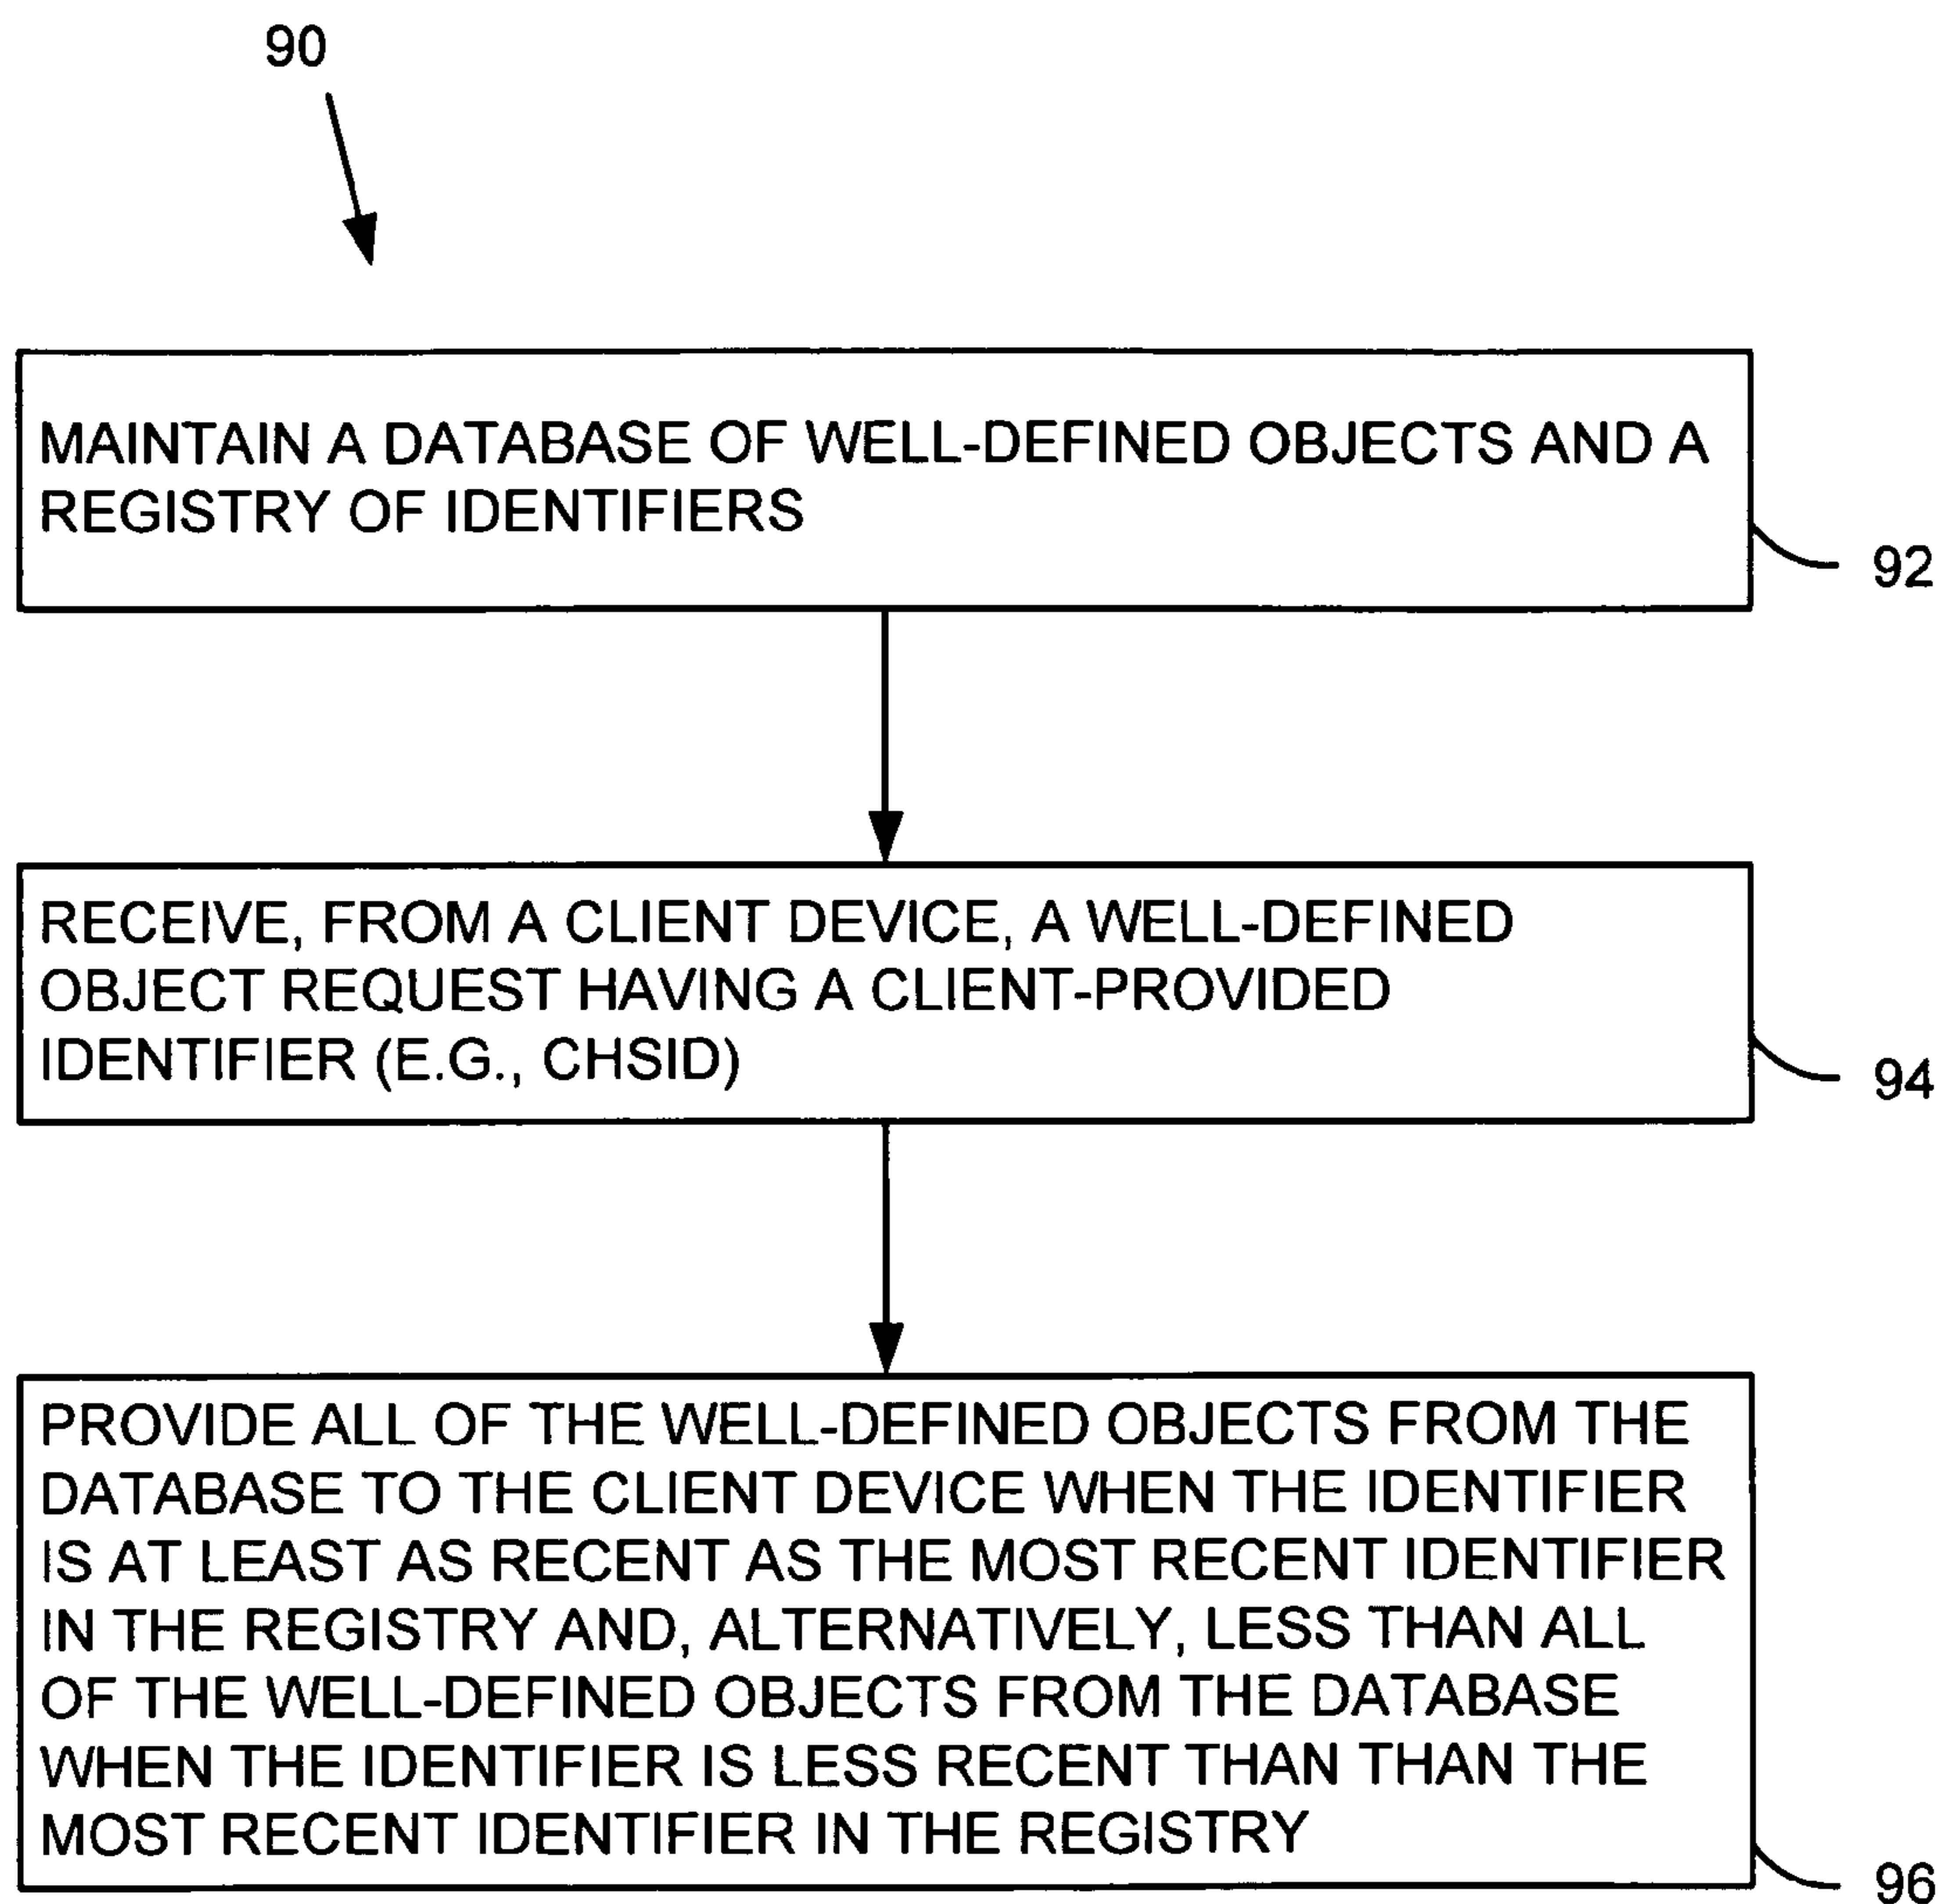 90
MAINTAIN A DATABASE OF WELL-DEFINED OBJECTS AND A
REGISTRY OF IDENTIFIERS
92
RECEIVE, FROM A CLIENT DEVICE, A WELL-DEFINED
OBJECT REQUEST HAVING A CLIENT-PROVIDED
IDENTIFIER (E.G., CHSID)
94
PROVIDE ALL OF THE WELL-DEFINED OBJECTS FROM THE
DATABASE TO THE CLIENT DEVICE WHEN THE IDENTIFIER
IS AT LEAST AS RECENT AS THE MOST RECENT IDENTIFIER
IN THE REGISTRY AND, ALTERNATIVELY, LESS THAN ALL
OF THE WELL-DEFINED OBJECTS FROM THE DATABASE
WHEN THE IDENTIFIER IS LESS RECENT THAN THAN THE
MOST RECENT IDENTIFIER IN THE REGISTRY
96